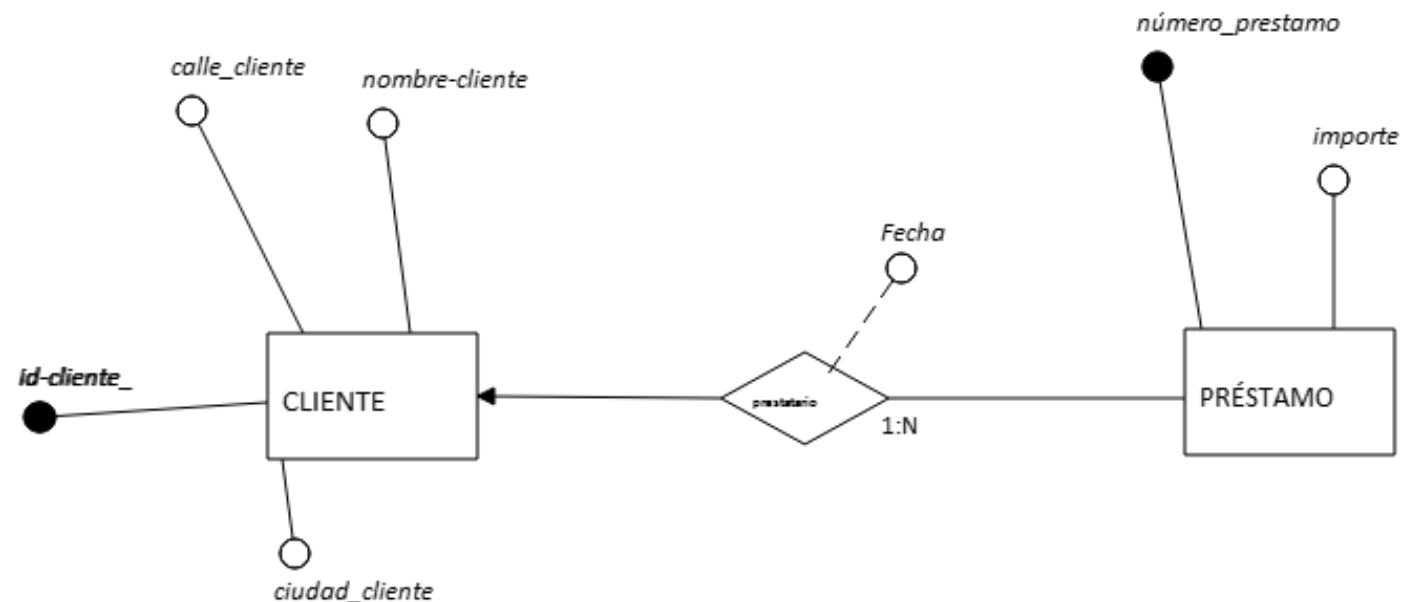 número_prestamo
calle_cliente
nombre-cliente
importe
Fecha
id-cliente_
CLIENTE
prestatario
PRÉSTAMO
1:N
ciudad_cliente